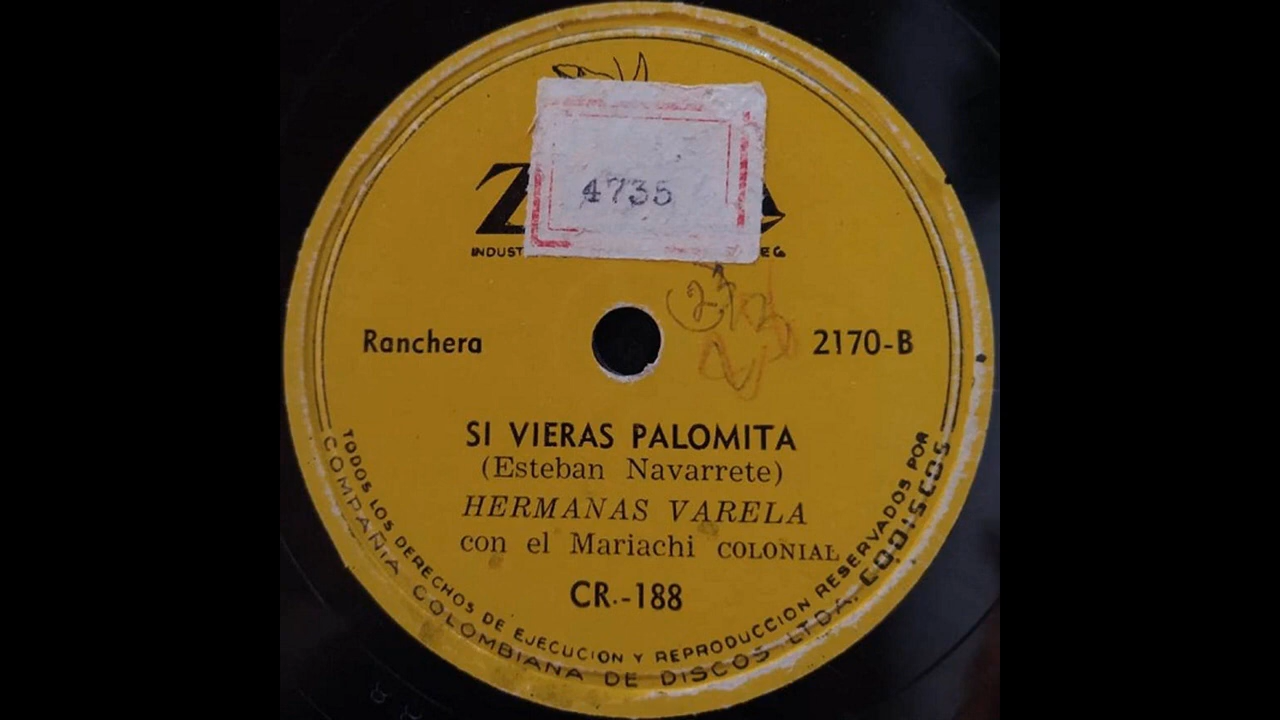 4735
INDUST
Ranchera
2170-B
SI VIERAS PALOMITA
(Esteban Navarrete)
HERMANAS VARELA
con el Mariachi COLONIAL
CR.-188
TODOS LOS DERECHOS DE EJECUCION Y REPRODUCCION RESERVADOS POR
COMPAÑIA COLOMBIANA DE DISCOS LTDA. CODISCOS